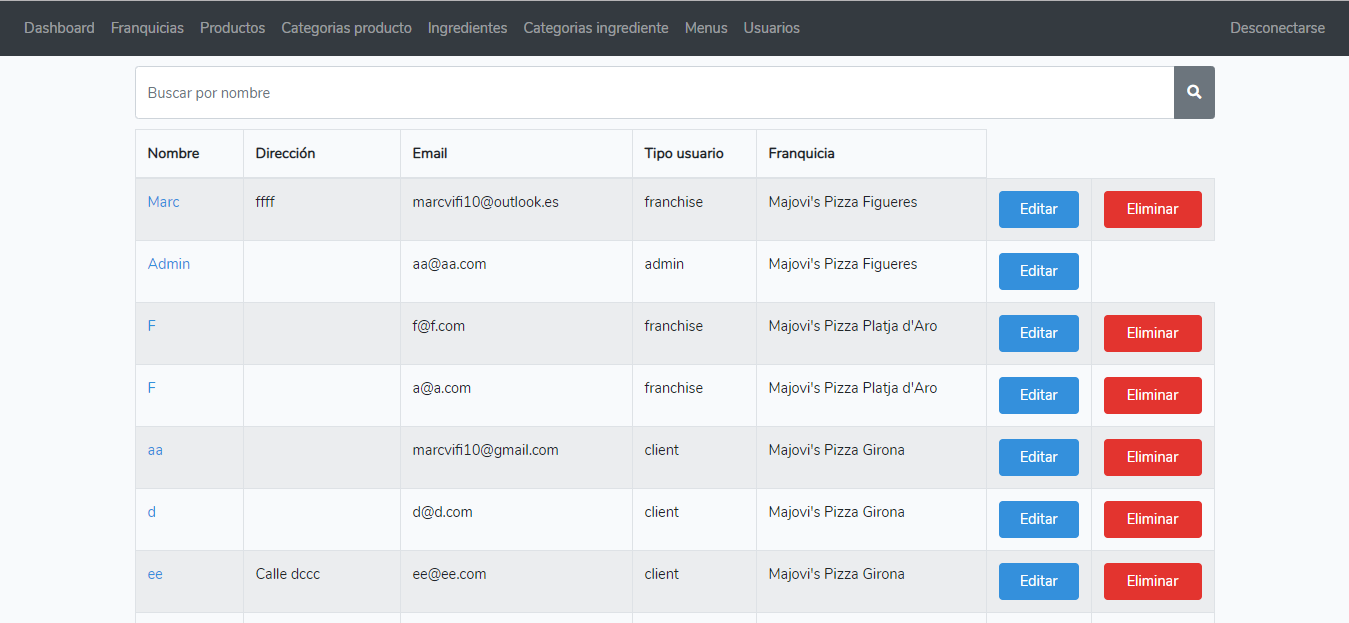 Dashboard Franquicias Productos Categorias producto Ingredientes Categorias ingrediente Menus Usuarios Desconectarse
Buscar por nombre
Nombre Dirección Email Tipo usuario Franquicia
Marc ffff marcvifi10@outlook.es franchise Majovi's Pizza Figueres Editar Eliminar
Admin aa@aa.com admin Majovi's Pizza Figueres Editar
F f@f.com franchise Majovi's Pizza Platja d'Aro Editar Eliminar
F a@a.com franchise Majovi's Pizza Platja d'Aro Editar Eliminar
aa marcvifi10@gmail.com client Majovi's Pizza Girona Editar Eliminar
d d@d.com client Majovi's Pizza Girona Editar Eliminar
ee Calle dccc ee@ee.com client Majovi's Pizza Girona Editar Eliminar